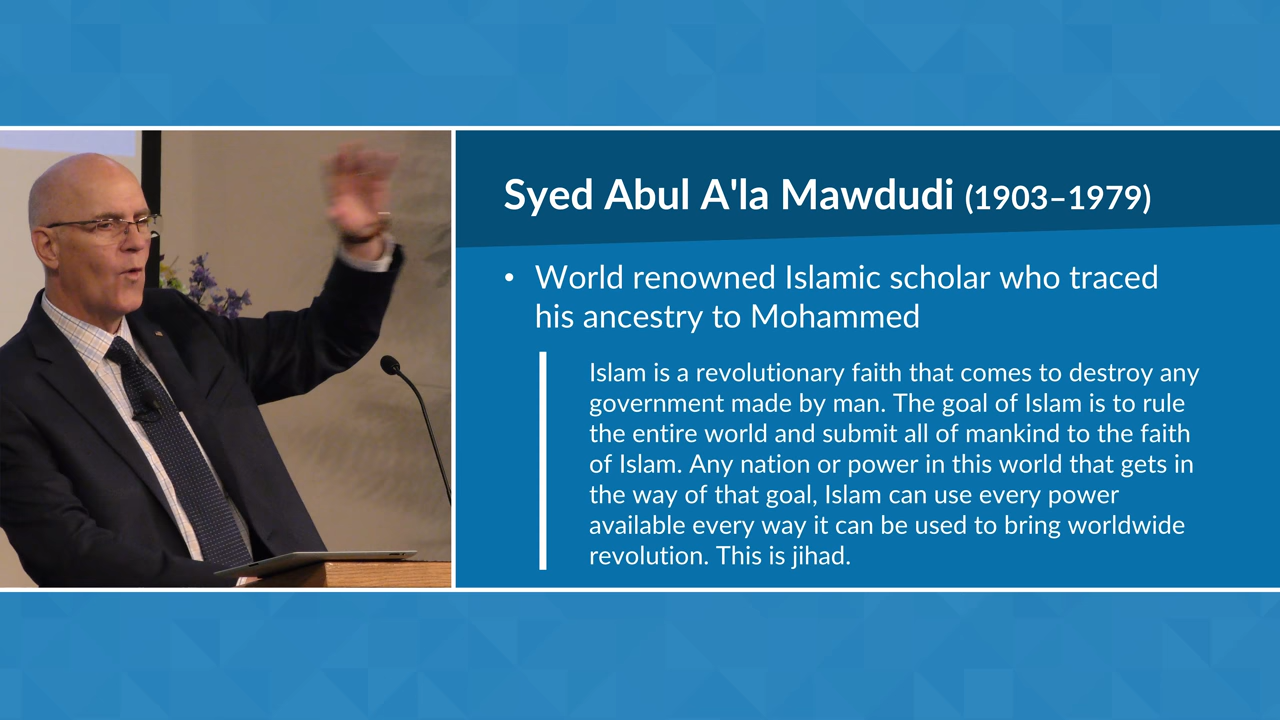 Syed Abul A'la Mawdudi (1903–1979)
• World renowned Islamic scholar who traced
his ancestry to Mohammed
Islam is a revolutionary faith that comes to destroy any
government made by man. The goal of Islam is to rule
the entire world and submit all of mankind to the faith
of Islam. Any nation or power in this world that gets in
the way of that goal, Islam can use every power
available every way it can be used to bring worldwide
revolution. This is jihad.